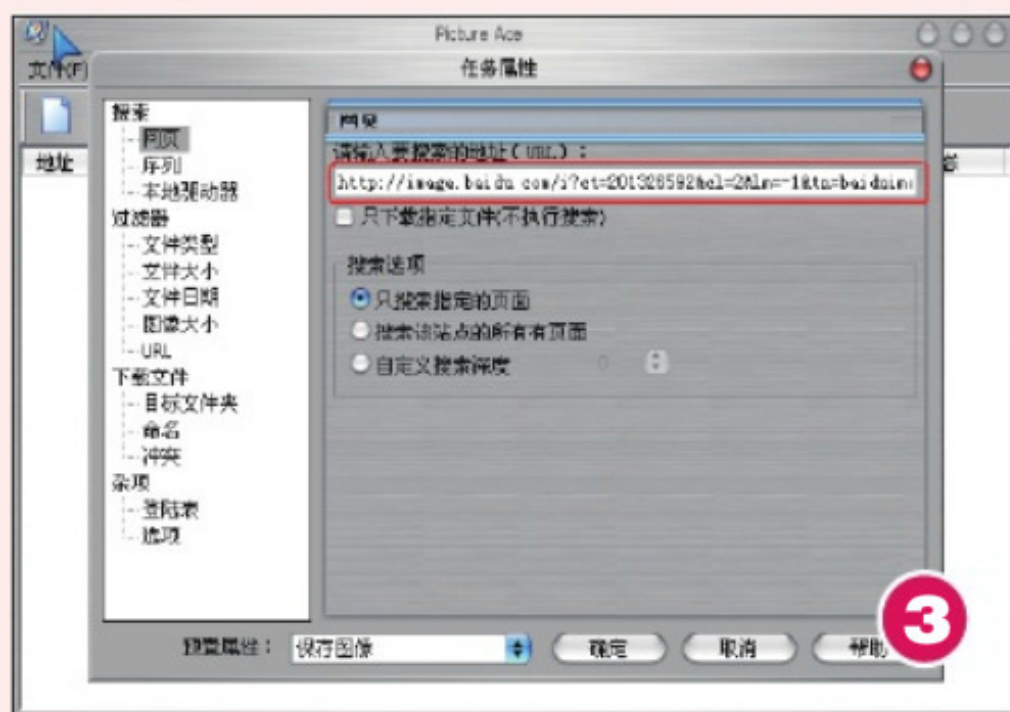 Picture Ace
文件(F)
任务属性
地址
搜索
网页
序列
本地驱动器
过滤器
文件类型
文件大小
文件日期
图像大小
URL
下载文件
目标文件夹
命名
冲突
杂项
登陆表
选项
网页
请输入要搜索的地址(URL):
http://image.baidu.com/i?ct=201326592&cl=2&lm=-1&tn=baiduim
只下载指定文件(不执行搜索)
搜索选项
只搜索指定的页面
搜索该站点的所有有页面
自定义搜索深度 0
预置属性: 保存图像 确定 取消 帮助
3